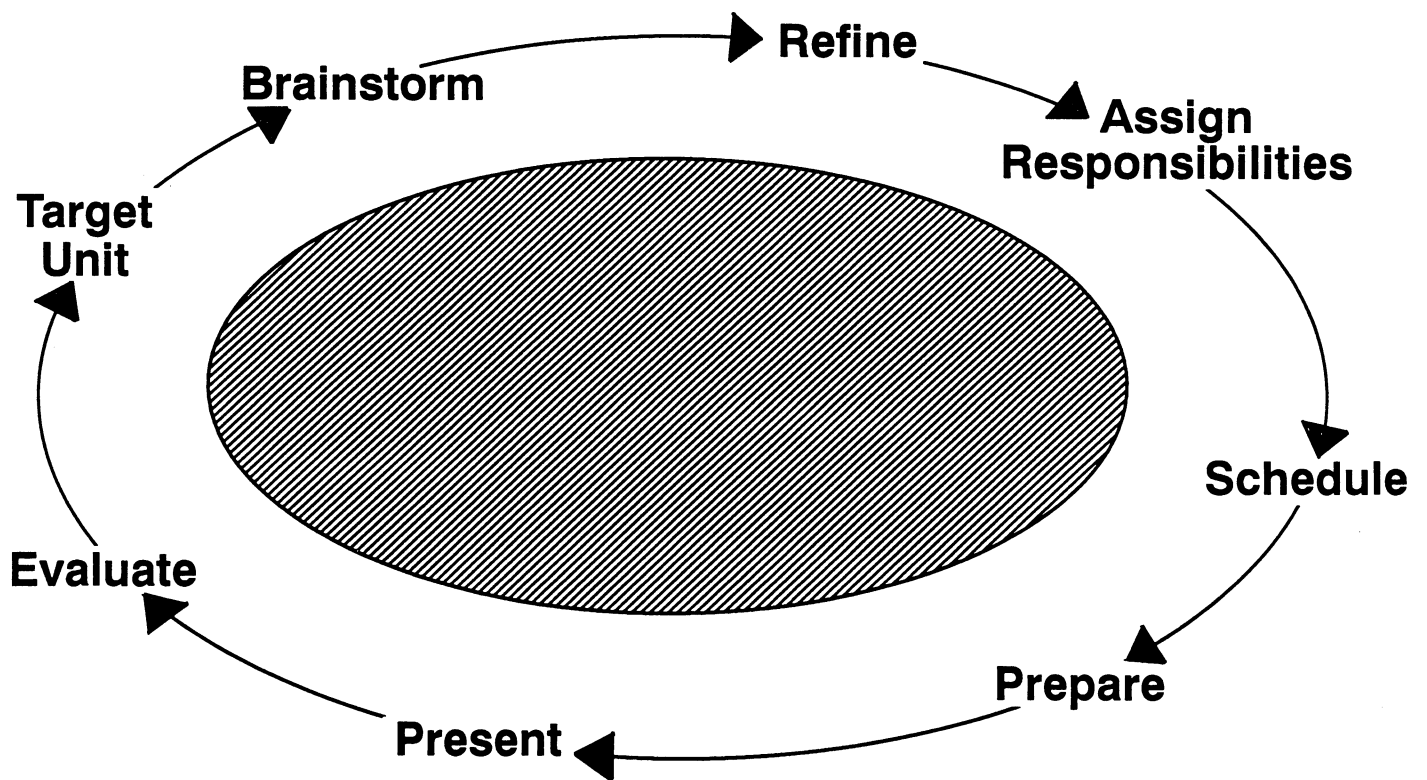 Refine
Brainstorm
Assign
Responsibilities
Target
Unit
Schedule
Evaluate
Prepare
Present